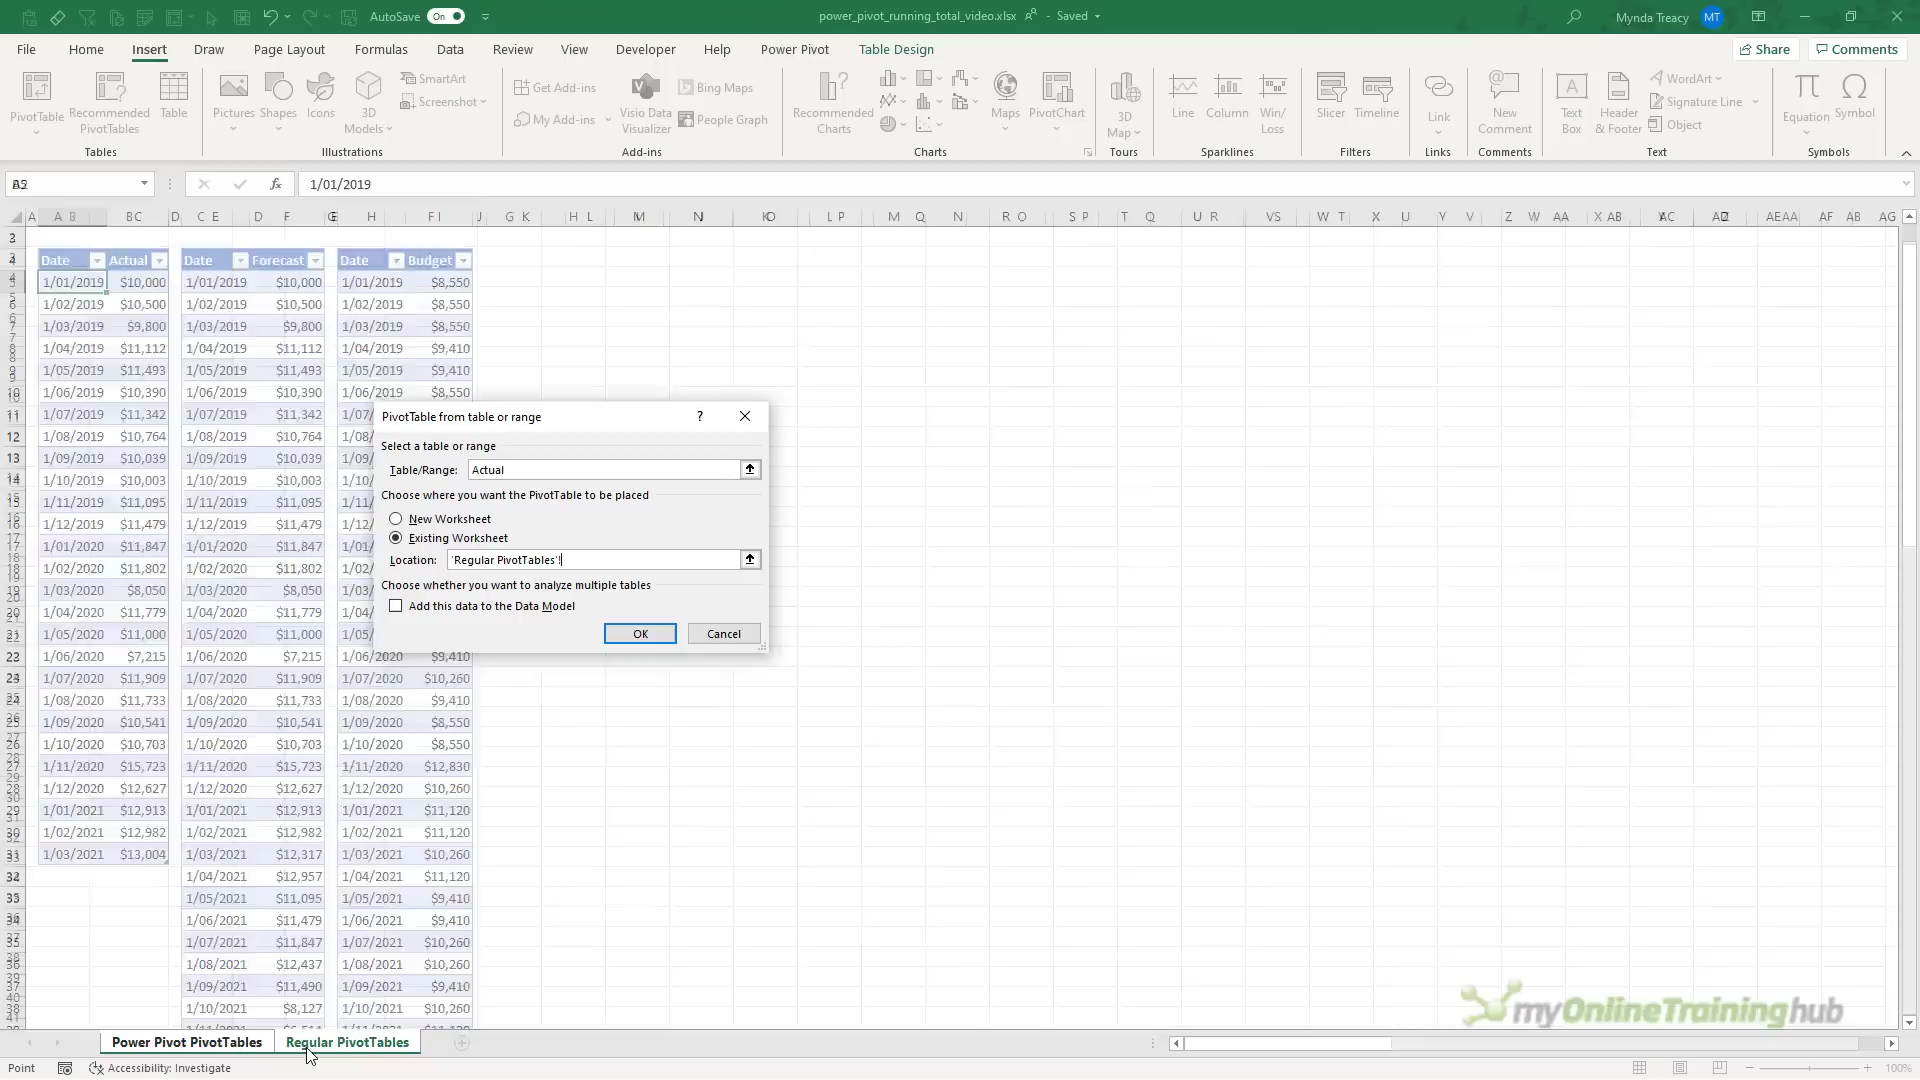 AutoSave On
power_pivot_running_total_video.xlsx - Saved
Mynda Treacy MT
File Home Insert Draw Page Layout Formulas Data Review View Developer Help Power Pivot Table Design
Share Comments
PivotTable
Recommended PivotTables
Table
Pictures
Shapes
Icons
3D Models
SmartArt
Screenshot
Get Add-ins
My Add-ins
Visio Data Visualizer
Bing Maps
People Graph
Recommended Charts
Maps
PivotChart
3D Map
Line
Column
Win/Loss
Slicer
Timeline
Link
New Comment
Text Box
Header & Footer
WordArt
Signature Line
Object
Equation
Symbol
Tables Illustrations Add-ins Charts Tours Sparklines Filters Links Comments Text Symbols
fx 1/01/2019
Date Actual Date Forecast Date Budget
1/01/2019 $10,000 1/01/2019 $10,000 1/01/2019 $8,550
1/02/2019 $10,500 1/02/2019 $10,500 1/02/2019 $8,550
1/03/2019 $9,800 1/03/2019 $9,800 1/03/2019 $8,550
1/04/2019 $11,112 1/04/2019 $11,112 1/04/2019 $9,410
1/05/2019 $11,493 1/05/2019 $11,493 1/05/2019 $9,410
1/06/2019 $10,390 1/06/2019 $10,390 1/06/2019 $8,550
1/07/2019 $11,342 1/07/2019 $11,342 1/07/
1/08/2019 $10,764 1/08/2019 $10,764 1/08/
1/09/2019 $10,039 1/09/2019 $10,039 1/09/
1/10/2019 $10,003 1/10/2019 $10,003 1/10/
1/11/2019 $11,095 1/11/2019 $11,095 1/11/
1/12/2019 $11,479 1/12/2019 $11,479 1/12/
1/01/2020 $11,847 1/01/2020 $11,847 1/01/
1/02/2020 $11,802 1/02/2020 $11,802 1/02/
1/03/2020 $8,050 1/03/2020 $8,050 1/03/
1/04/2020 $11,779 1/04/2020 $11,779 1/04/
1/05/2020 $11,000 1/05/2020 $11,000 1/05/
1/06/2020 $7,215 1/06/2020 $7,215 1/06/2020 $9,410
1/07/2020 $11,909 1/07/2020 $11,909 1/07/2020 $10,260
1/08/2020 $11,733 1/08/2020 $11,733 1/08/2020 $9,410
1/09/2020 $10,541 1/09/2020 $10,541 1/09/2020 $8,550
1/10/2020 $10,703 1/10/2020 $10,703 1/10/2020 $8,550
1/11/2020 $15,723 1/11/2020 $15,723 1/11/2020 $12,830
1/12/2020 $12,627 1/12/2020 $12,627 1/12/2020 $10,260
1/01/2021 $12,913 1/01/2021 $12,913 1/01/2021 $11,120
1/02/2021 $12,982 1/02/2021 $12,982 1/02/2021 $11,120
1/03/2021 $13,004 1/03/2021 $12,317 1/03/2021 $10,260
1/04/2021 $12,957 1/04/2021 $11,120
1/05/2021 $11,095 1/05/2021 $9,410
1/06/2021 $11,479 1/06/2021 $9,410
1/07/2021 $11,847 1/07/2021 $10,260
1/08/2021 $12,437 1/08/2021 $10,260
1/09/2021 $11,490 1/09/2021 $9,410
1/10/2021 $8,127 1/10/2021 $10,260
PivotTable from table or range ?
Select a table or range
Table/Range: Actual
Choose where you want the PivotTable to be placed
New Worksheet
Existing Worksheet
Location: 'Regular PivotTables'!
Choose whether you want to analyze multiple tables
Add this data to the Data Model
OK Cancel
myOnlineTraininghub
Power Pivot PivotTables Regular PivotTables
Point Accessibility: Investigate 100%